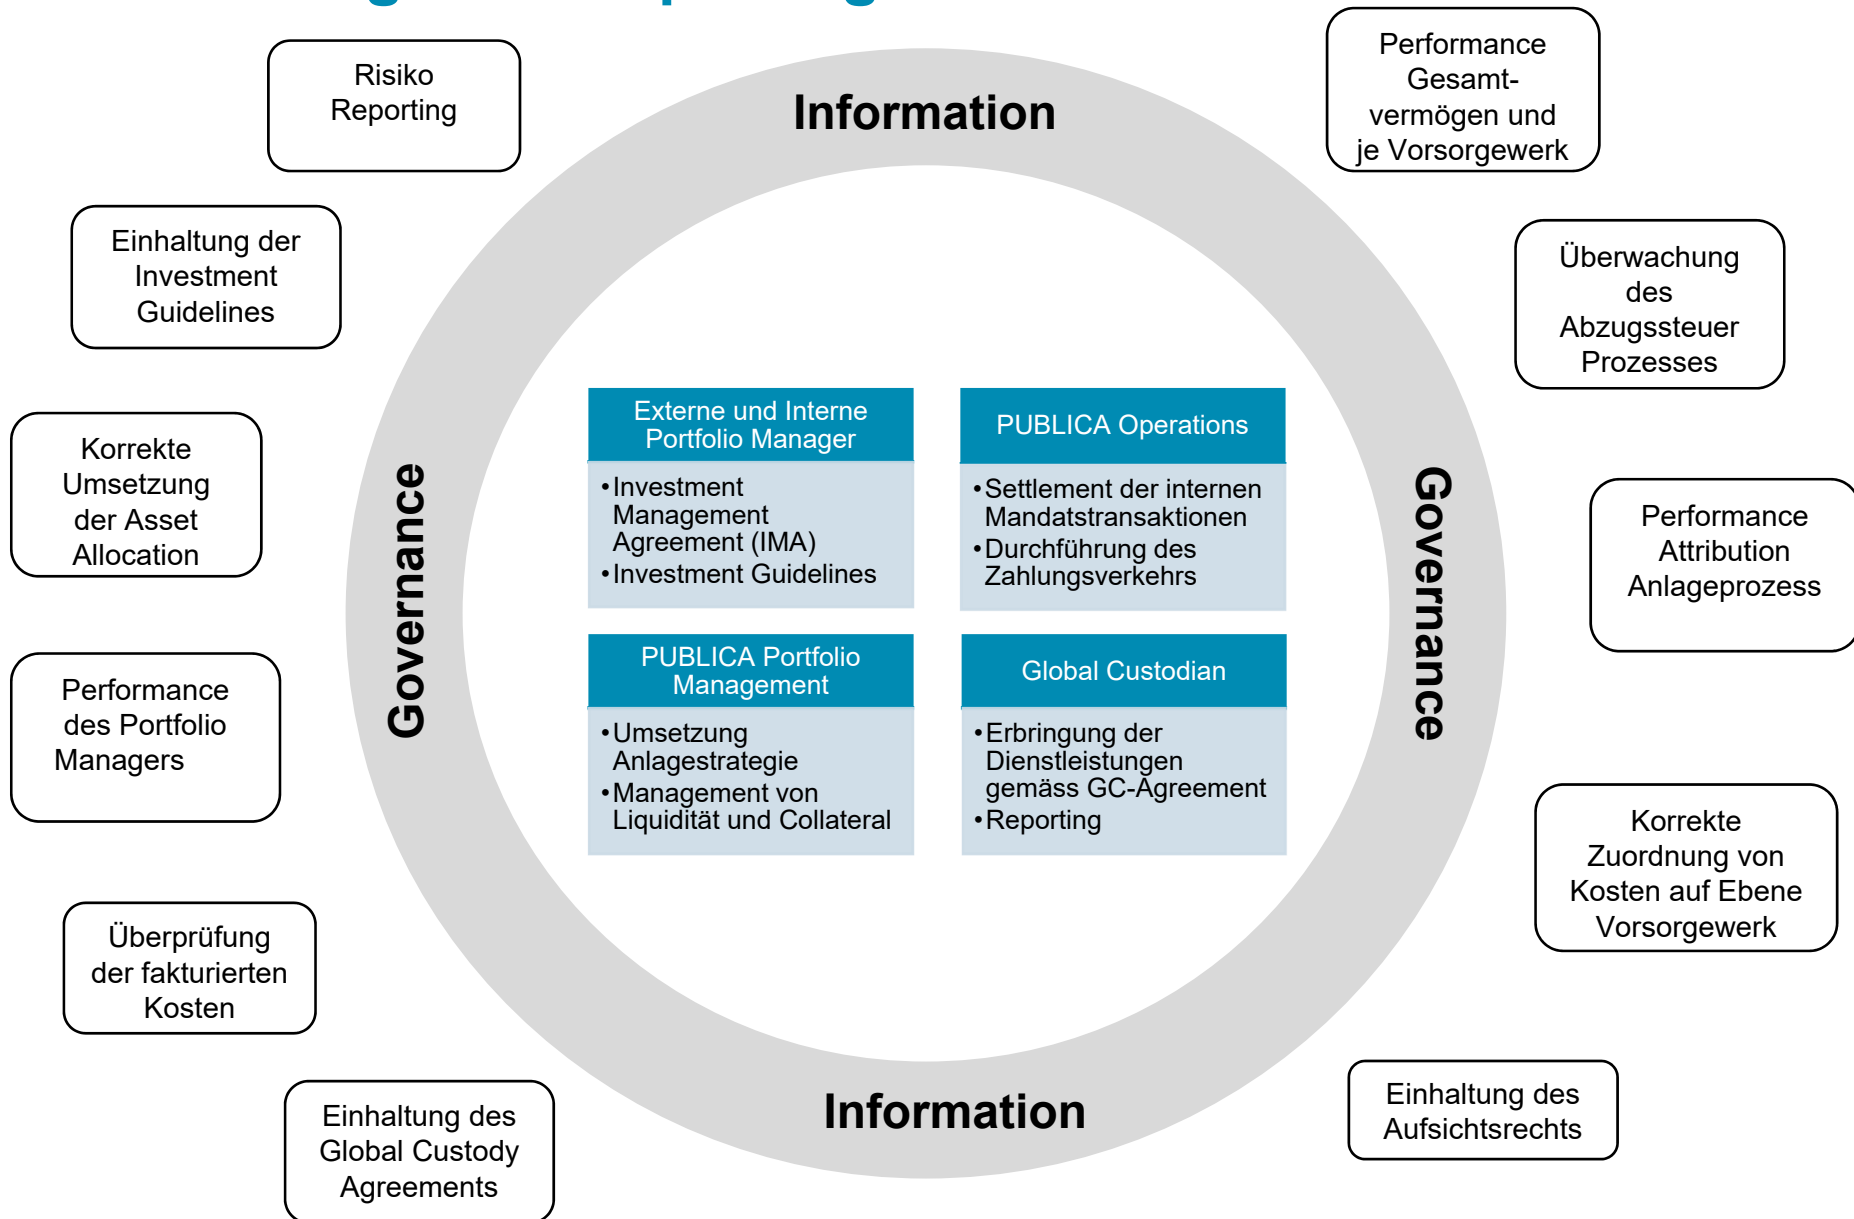 Risiko
Reporting
Information
Performance
Gesamt-
vermögen und
je Vorsorgewerk
Einhaltung der
Investment
Guidelines
Überwachung
des
Abzugssteuer
Prozesses
Korrekte
Umsetzung
der Asset
Allocation
Governance
Externe und Interne
Portfolio Manager
•Investment
Management
Agreement (IMA)
•Investment Guidelines
PUBLICA Operations
•Settlement der internen
Mandatstransaktionen
•Durchführung des
Zahlungsverkehrs
Governance
Performance
Attribution
Anlageprozess
Performance
des Portfolio
Managers
PUBLICA Portfolio
Management
•Umsetzung
Anlagestrategie
•Management von
Liquidität und Collateral
Global Custodian
•Erbringung der
Dienstleistungen
gemäss GC-Agreement
•Reporting
Korrekte
Zuordnung von
Kosten auf Ebene
Vorsorgewerk
Überprüfung
der fakturierten
Kosten
Einhaltung des
Global Custody
Agreements
Information
Einhaltung des
Aufsichtsrechts